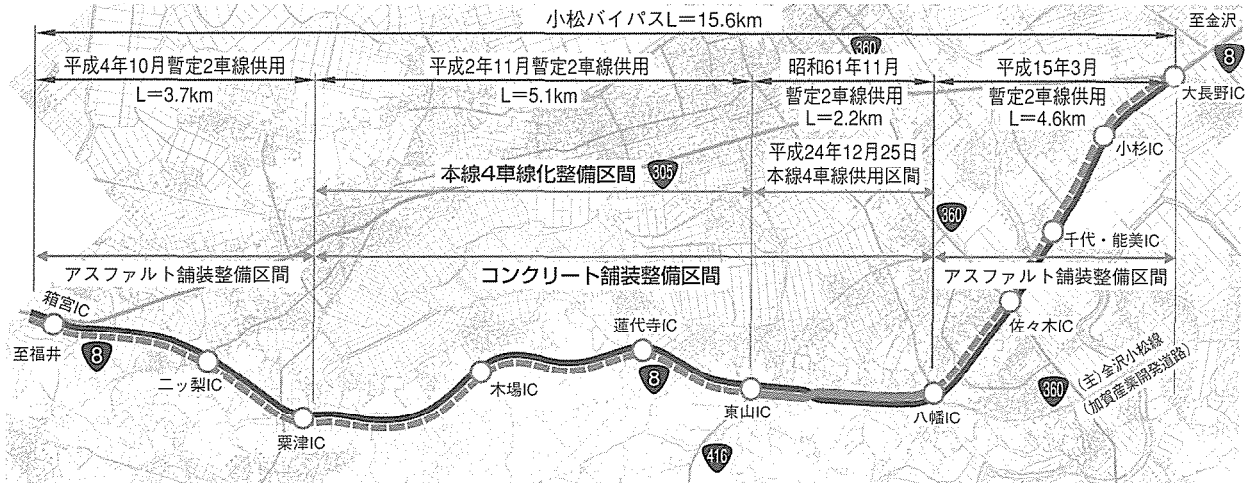 小松バイパスL=15.6km
至金沢
8
360
平成4年10月暫定2車線供用
L=3.7km
平成2年11月暫定2車線供用
L=5.1km
昭和61年11月
暫定2車線供用
L=2.2km
平成15年3月
暫定2車線供用
L=4.6km
大長野IC
小杉IC
平成24年12月25日
本線4車線供用区間
本線4車線化整備区間
305
360
千代・能美IC
アスファルト舗装整備区間
コンクリート舗装整備区間
アスファルト舗装整備区間
箱宮IC
至福井
8
二ッ梨IC
粟津IC
木場IC
蓮代寺IC
8
東山IC
八幡IC
佐々木IC
360
(主)金沢小松線
(加賀産業開発道路)
416